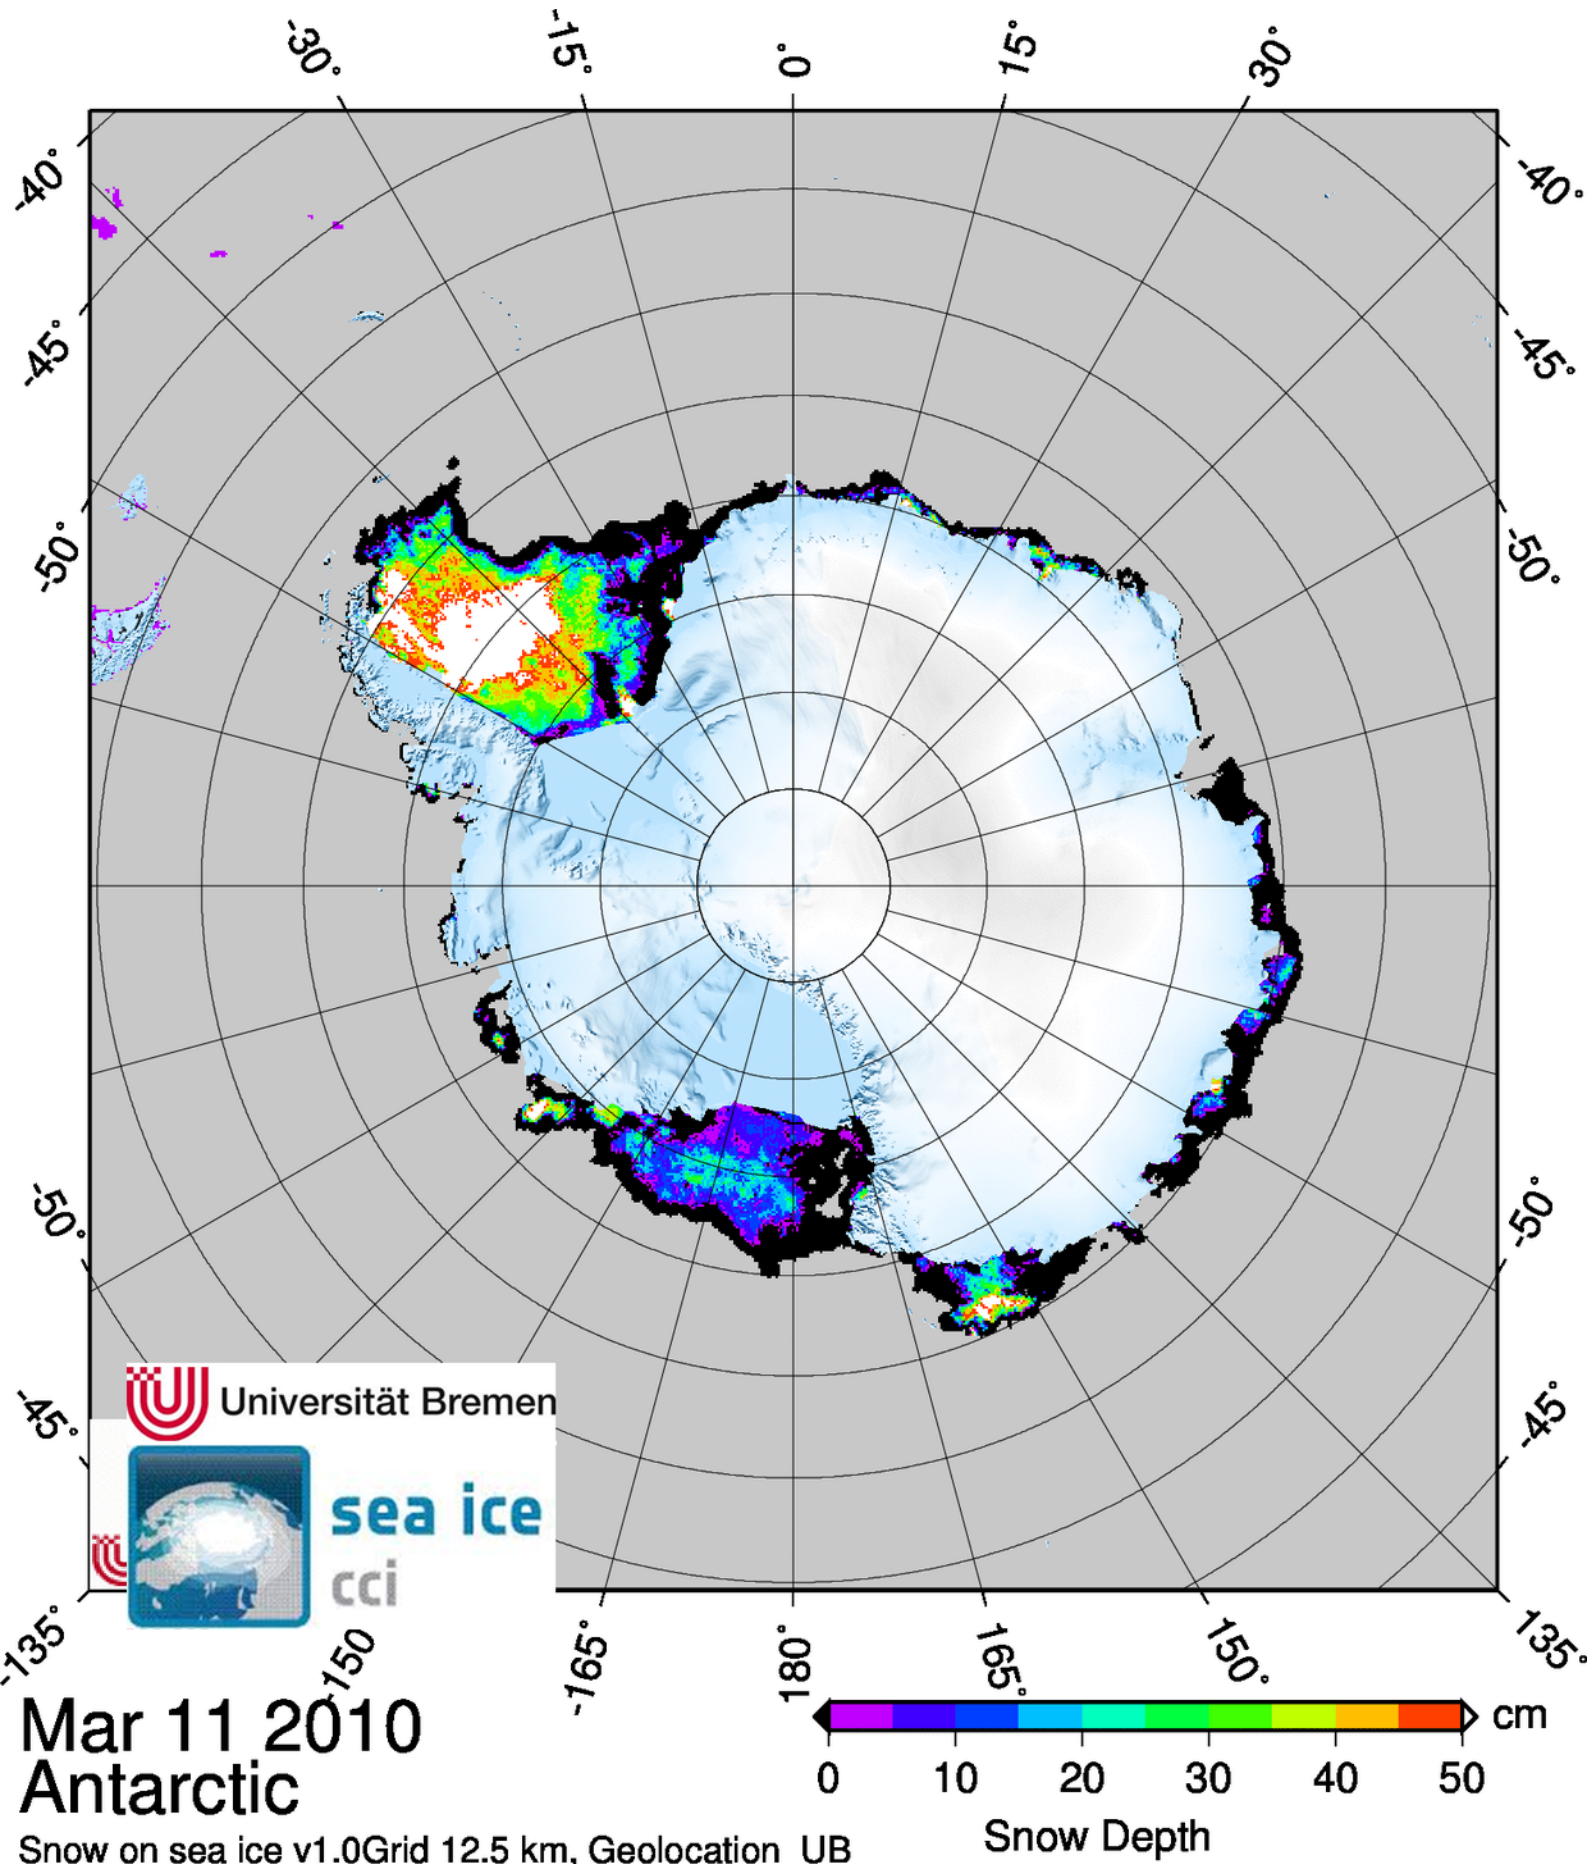 -30° -15° 0° 15° 30°
-40° -40°
-45° -45°
-50° -50°
-50° -50°
-45° -45°
Universität Bremen
sea ice
cci
-135° -150 -165° 180° 165° 150° 135°
Mar 11 2010
Antarctic
Snow on sea ice v1.0Grid 12.5 km, Geolocation UB
cm
0 10 20 30 40 50
Snow Depth